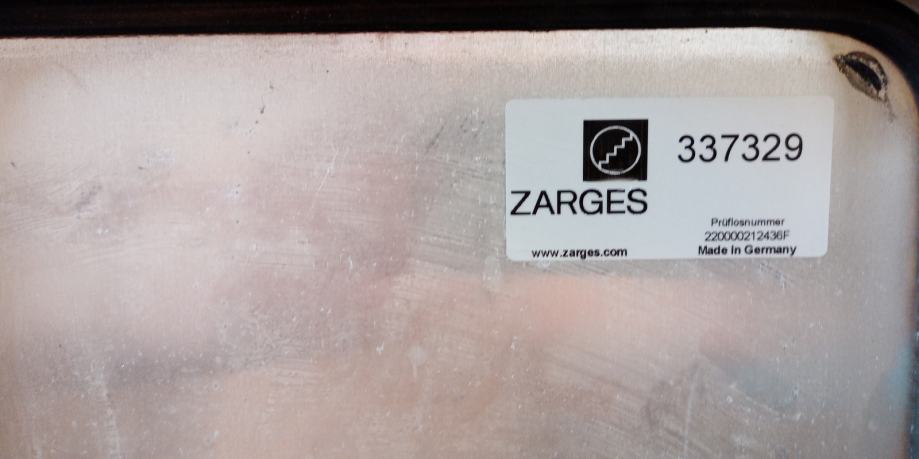 337329
ZARGES
Prüflosnummer
220000212436F
www.zarges.com
Made in Germany